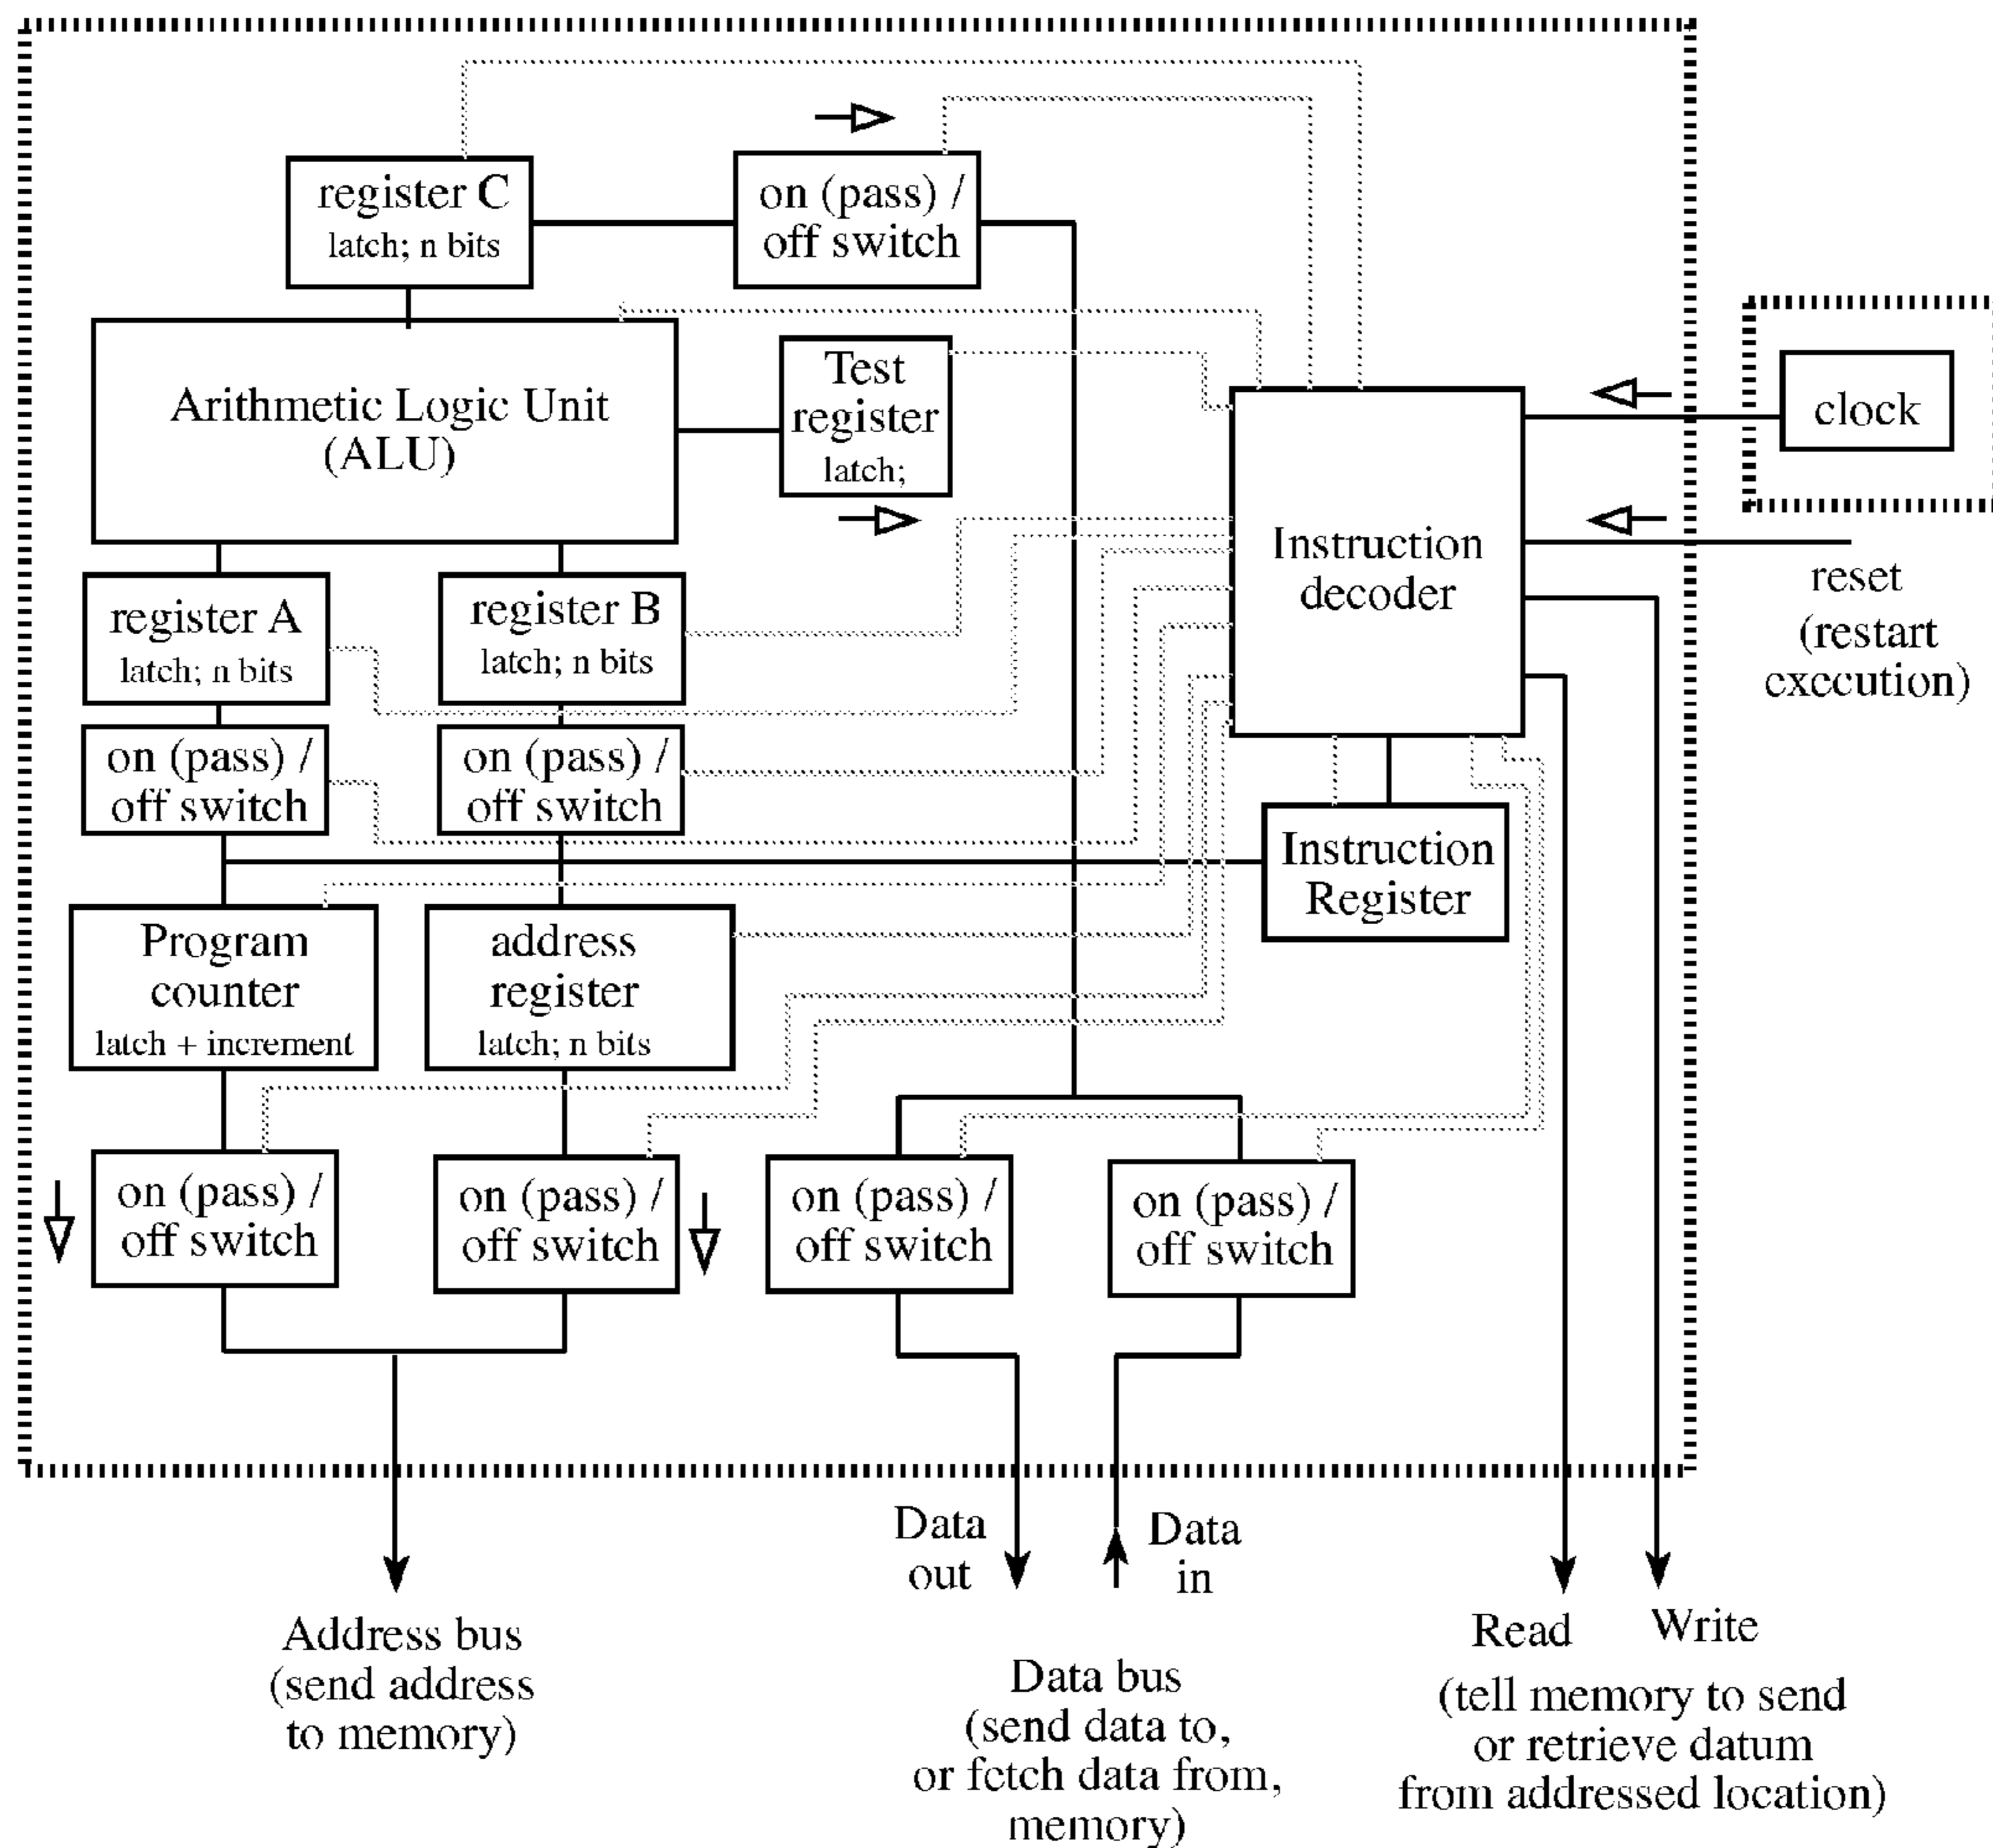 register C
latch; n bits
on (pass) /
off switch
Arithmetic Logic Unit
(ALU)
Test
register
latch;
clock
Instruction
decoder
reset
(restart
execution)
register A
latch; n bits
register B
latch; n bits
on (pass) /
off switch
on (pass) /
off switch
Instruction
Register
Program
counter
latch + increment
address
register
latch; n bits
on (pass) /
off switch
on (pass) /
off switch
on (pass) /
off switch
on (pass) /
off switch
Data
out
Data
in
Address bus
(send address
to memory)
Data bus
(send data to,
or fetch data from,
memory)
Read
Write
(tell memory to send
or retrieve datum
from addressed location)